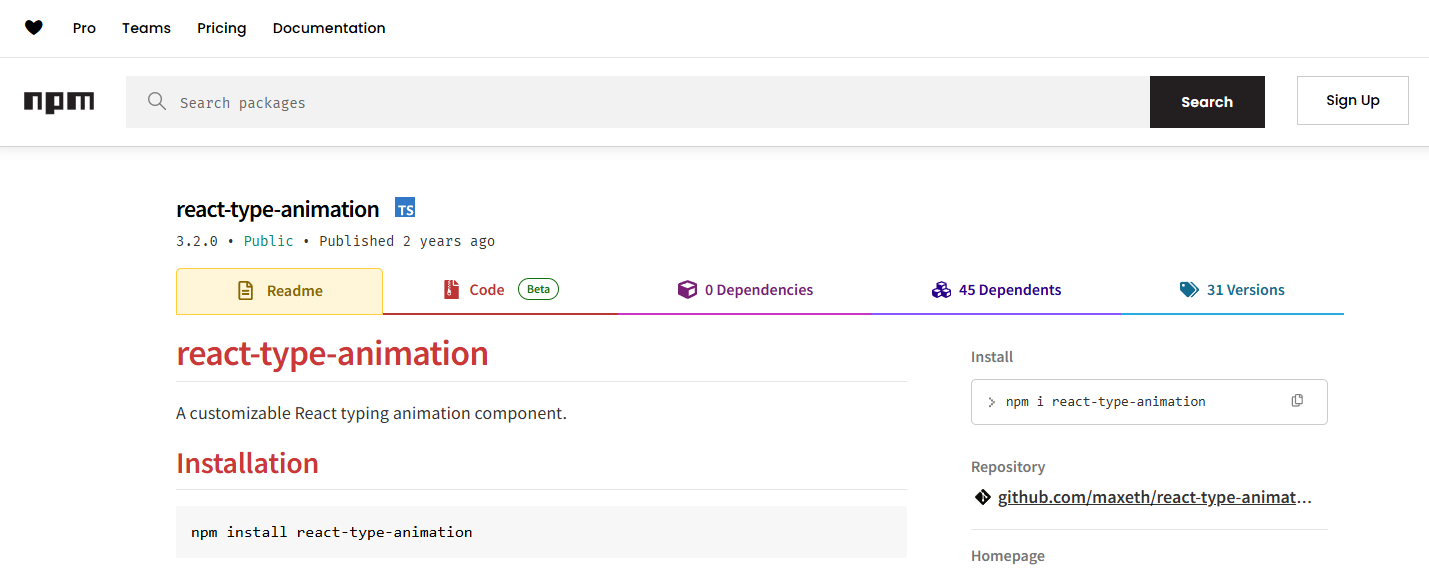 Pro Teams Pricing Documentation
npm Search packages Search Sign Up
react-type-animation TS
3.2.0 • Public • Published 2 years ago
Readme Code Beta 0 Dependencies 45 Dependents 31 Versions
react-type-animation
A customizable React typing animation component.
Installation
npm install react-type-animation
Install
npm i react-type-animation
Repository
github.com/maxeth/react-type-animat...
Homepage